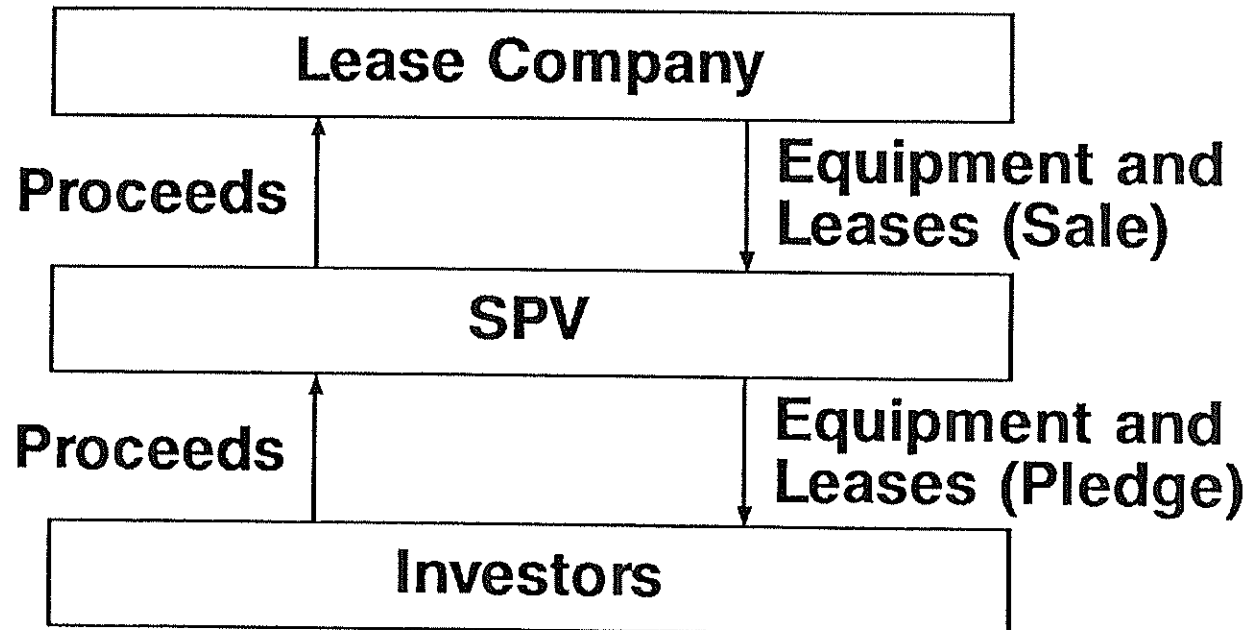 Lease Company
Proceeds
Equipment and
Leases (Sale)
SPV
Proceeds
Equipment and
Leases (Pledge)
Investors